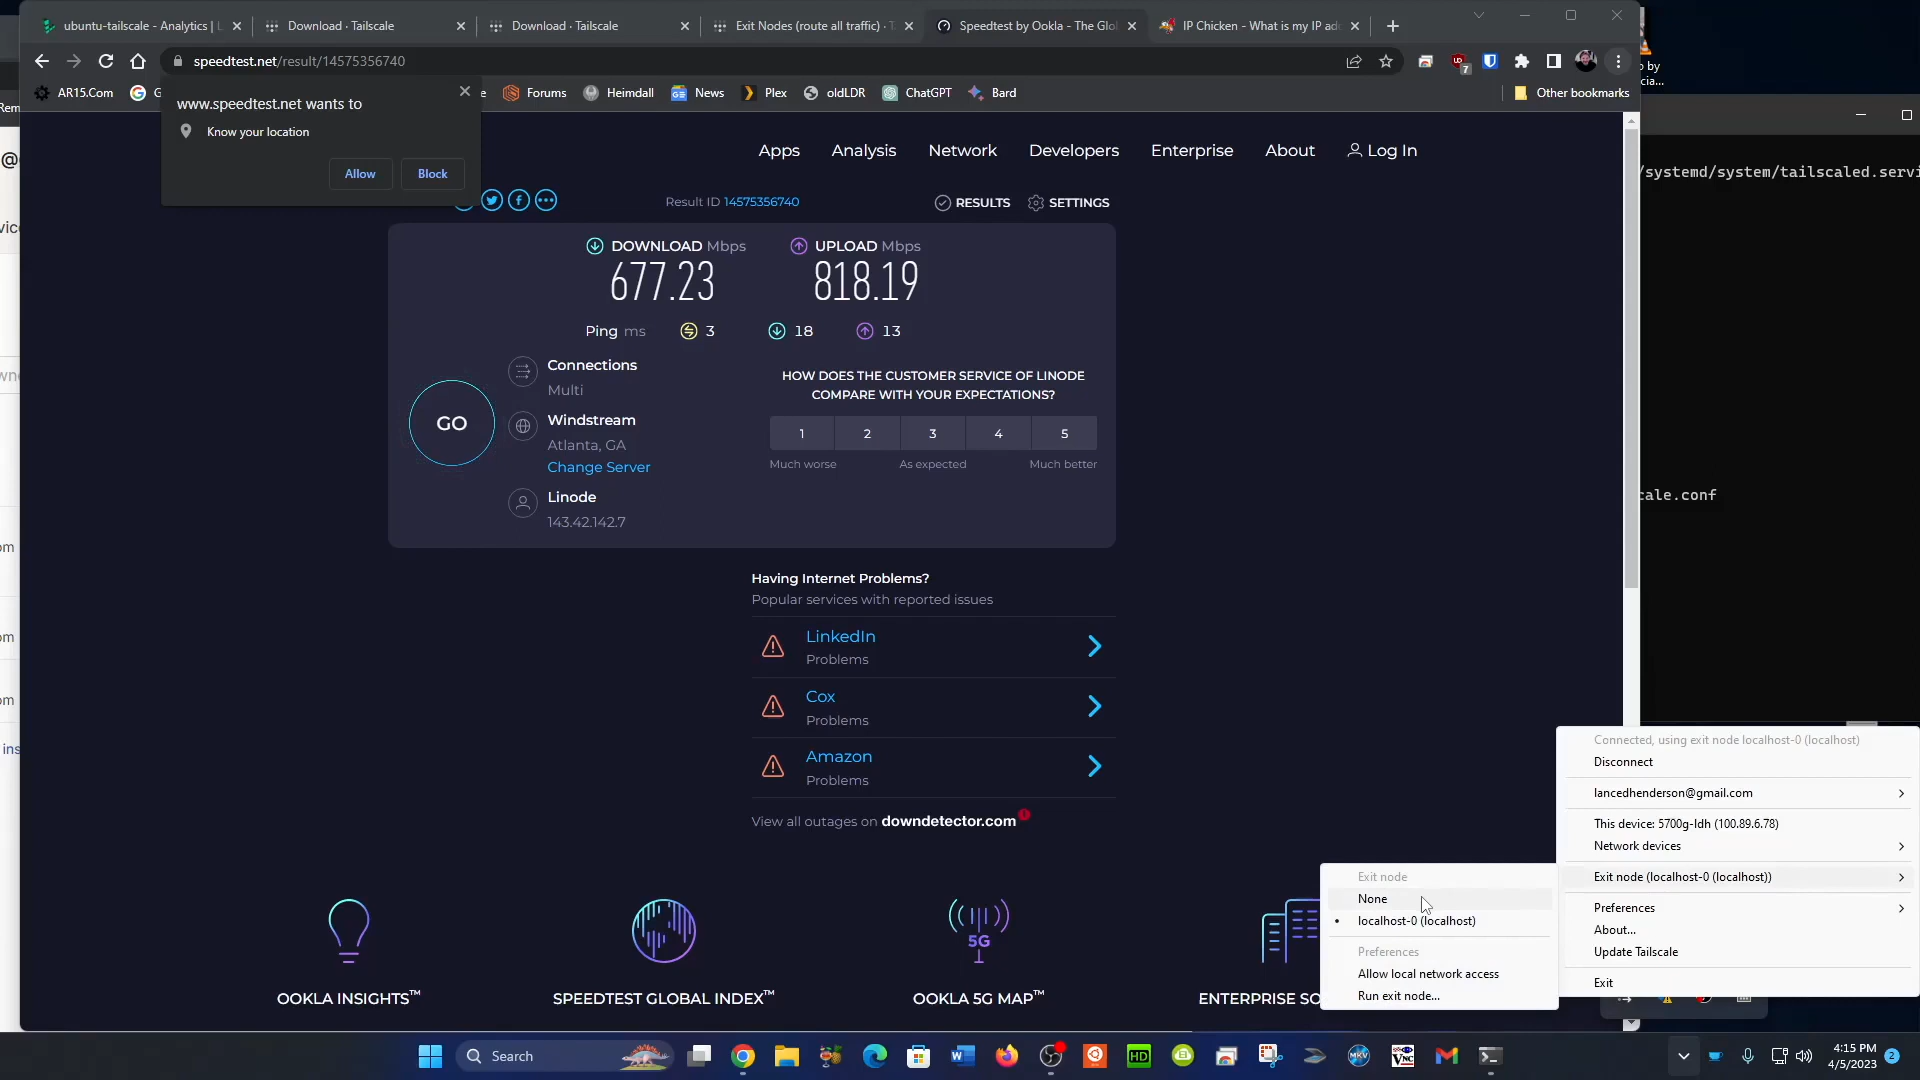 ubuntu-tailscale - Analytics | L
Download · Tailscale
Download · Tailscale
Exit Nodes (route all traffic) · T
Speedtest by Ookla - The Glo
IP Chicken - What is my IP add
speedtest.net/result/14575356740
7
AR15.Com
G
Forums
Heimdall
News
Plex
oldLDR
ChatGPT
Bard
Other bookmarks
www.speedtest.net wants to
Know your location
Allow
Block
Apps
Analysis
Network
Developers
Enterprise
About
Log In
Result ID 14575356740
RESULTS
SETTINGS
DOWNLOAD Mbps
677.23
UPLOAD Mbps
818.19
Ping ms
3
18
13
Connections
Multi
GO
Windstream
Atlanta, GA
Change Server
Linode
143.42.142.7
HOW DOES THE CUSTOMER SERVICE OF LINODE
COMPARE WITH YOUR EXPECTATIONS?
1
2
3
4
5
Much worse
As expected
Much better
Having Internet Problems?
Popular services with reported issues
LinkedIn
Problems
Cox
Problems
Amazon
Problems
View all outages on downdetector.com
OOKLA INSIGHTS™
SPEEDTEST GLOBAL INDEX™
5G
OOKLA 5G MAP™
ENTERPRISE SO
/systemd/system/tailscaled.servi
cale.conf
Connected, using exit node localhost-0 (localhost)
Disconnect
lancedhenderson@gmail.com
This device: 5700g-ldh (100.89.6.78)
Network devices
Exit node (localhost-0 (localhost))
Preferences
About...
Update Tailscale
Exit
Exit node
None
localhost-0 (localhost)
Preferences
Allow local network access
Run exit node...
Search
HD
MKV
VNC
4:15 PM
4/5/2023
2